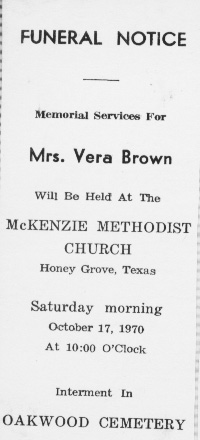 FUNERAL NOTICE
Memorial Services For
Mrs. Vera Brown
Will Be Held At The
McKENZIE METHODIST
CHURCH
Honey Grove, Texas
Saturday morning
October 17, 1970
At 10:00 O'Clock
Interment In
OAKWOOD CEMETERY